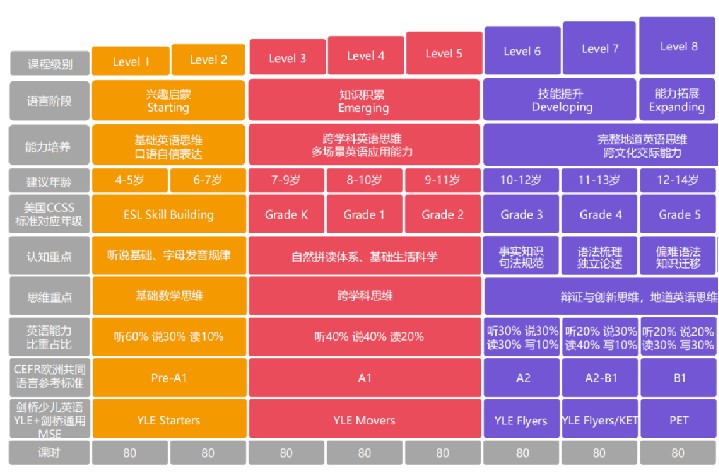 课程级别 Level 1 Level 2 Level 3 Level 4 Level 5 Level 6 Level 7 Level 8
语言阶段 兴趣启蒙 Starting 知识积累 Emerging 技能提升 Developing 能力拓展 Expanding
能力培养 基础英语思维 口语自信表达 跨学科英语思维 多场景英语应用能力 完整地道英语思维 跨文化交际能力
建议年龄 4-5岁 6-7岁 7-9岁 8-10岁 9-11岁 10-12岁 11-13岁 12-14岁
美国CCSS 标准对应年级 ESL Skill Building Grade K Grade 1 Grade 2 Grade 3 Grade 4 Grade 5
认知重点 听说基础、字母发音规律 自然拼读体系、基础生活科学 事实知识 句法规范 语法梳理 独立论述 偏难语法 知识迁移
思维重点 基础数学思维 跨学科思维 辩证与创新思维，地道英语思维
英语能力 比重占比 听60% 说30% 读10% 听40% 说40% 读20% 听30% 说30% 读30% 写10% 听20% 说30% 读40% 写10% 听20% 说20% 读30% 写30%
CEFR欧洲共同 语言参考标准 Pre-A1 A1 A2 A2-B1 B1
剑桥少儿英语 YLE+剑桥通用 MSE YLE Starters YLE Movers YLE Flyers YLE Flyers/KET PET
课时 80 80 80 80 80 80 80 80